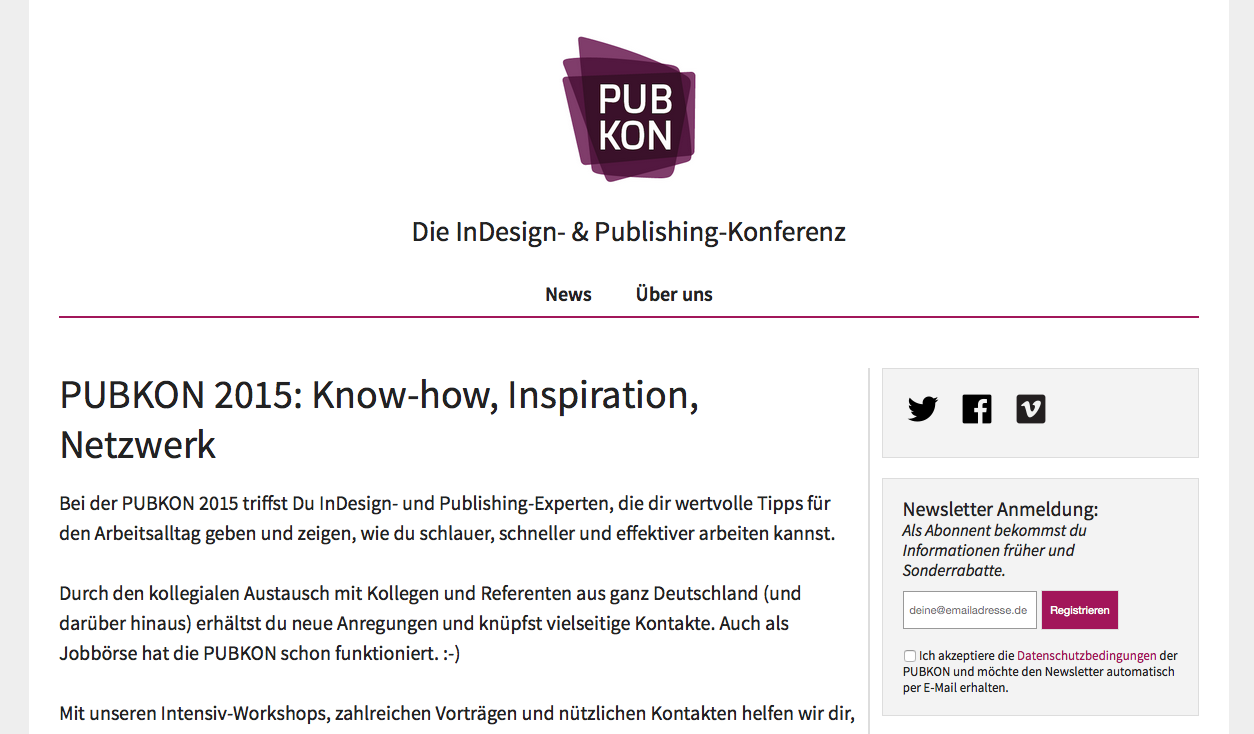 PUB
KON
Die InDesign- & Publishing-Konferenz
News Über uns
PUBKON 2015: Know-how, Inspiration,
Netzwerk
Bei der PUBKON 2015 triffst Du InDesign- und Publishing-Experten, die dir wertvolle Tipps für
den Arbeitsalltag geben und zeigen, wie du schlauer, schneller und effektiver arbeiten kannst.
Durch den kollegialen Austausch mit Kollegen und Referenten aus ganz Deutschland (und
darüber hinaus) erhältst du neue Anregungen und knüpfst vielseitige Kontakte. Auch als
Jobbörse hat die PUBKON schon funktioniert. :-)
Mit unseren Intensiv-Workshops, zahlreichen Vorträgen und nützlichen Kontakten helfen wir dir,
Newsletter Anmeldung:
Als Abonnent bekommst du
Informationen früher und
Sonderrabatte.
deine@emailadresse.de Registrieren
Ich akzeptiere die Datenschutzbedingungen der
PUBKON und möchte den Newsletter automatisch
per E-Mail erhalten.